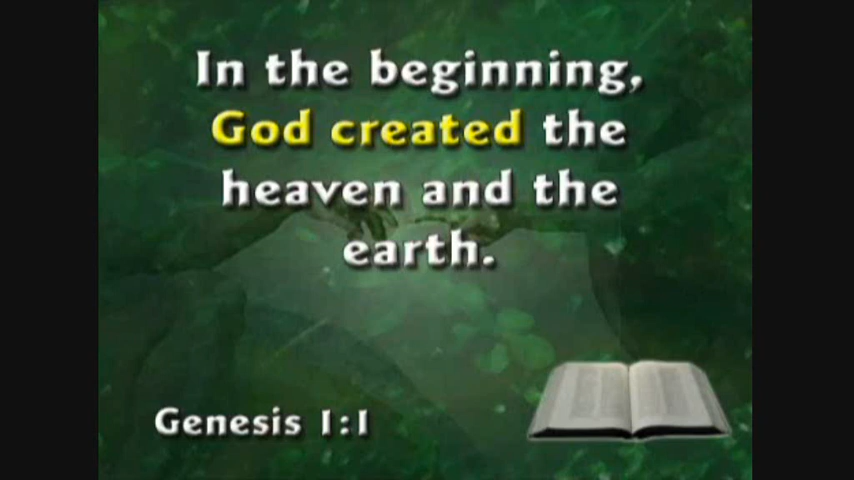 In the beginning,
God created the
heaven and the
earth.
Genesis 1:1